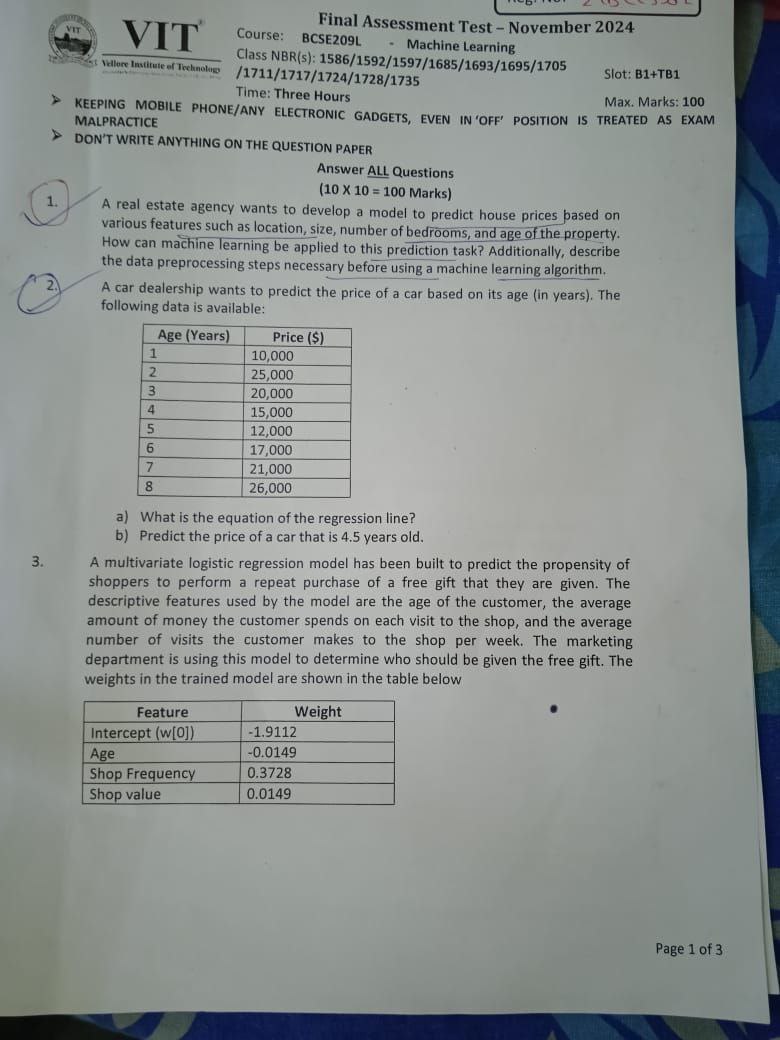 VIT
Vellore Institute of Technology
Final Assessment Test – November 2024
Course: BCSE209L - Machine Learning
Class NBR(s): 1586/1592/1597/1685/1693/1695/1705
/1711/1717/1724/1728/1735
Slot: B1+TB1
Time: Three Hours
Max. Marks: 100
➢ KEEPING MOBILE PHONE/ANY ELECTRONIC GADGETS, EVEN IN ‘OFF’ POSITION IS TREATED AS EXAM
MALPRACTICE
➢ DON’T WRITE ANYTHING ON THE QUESTION PAPER
Answer ALL Questions
(10 X 10 = 100 Marks)
1. A real estate agency wants to develop a model to predict house prices based on
various features such as location, size, number of bedrooms, and age of the property.
How can machine learning be applied to this prediction task? Additionally, describe
the data preprocessing steps necessary before using a machine learning algorithm.
2. A car dealership wants to predict the price of a car based on its age (in years). The
following data is available:
Age (Years) Price ($)
1 10,000
2 25,000
3 20,000
4 15,000
5 12,000
6 17,000
7 21,000
8 26,000
a) What is the equation of the regression line?
b) Predict the price of a car that is 4.5 years old.
3. A multivariate logistic regression model has been built to predict the propensity of
shoppers to perform a repeat purchase of a free gift that they are given. The
descriptive features used by the model are the age of the customer, the average
amount of money the customer spends on each visit to the shop, and the average
number of visits the customer makes to the shop per week. The marketing
department is using this model to determine who should be given the free gift. The
weights in the trained model are shown in the table below
Feature Weight
Intercept (w[0]) -1.9112
Age -0.0149
Shop Frequency 0.3728
Shop value 0.0149
Page 1 of 3